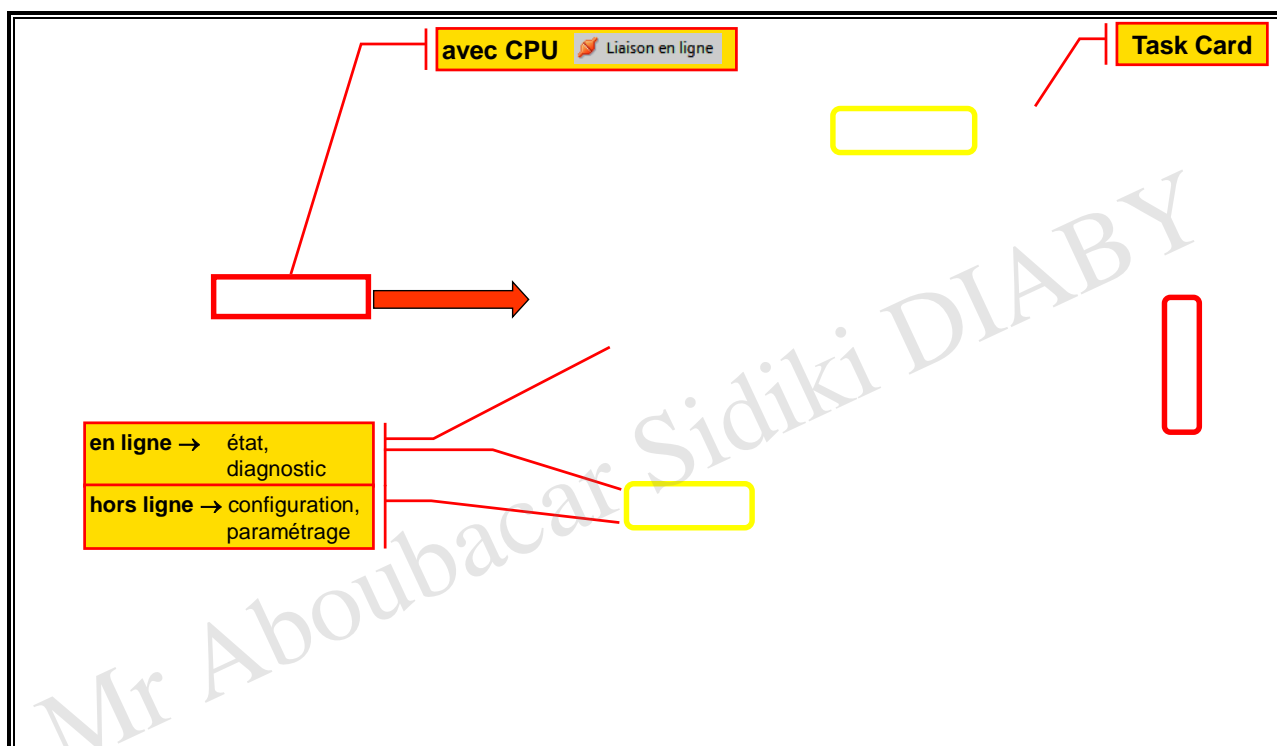 avec CPU Liaison en ligne
Task Card
en ligne → état,
diagnostic
hors ligne → configuration,
paramétrage
Mr Aboubacar Sidiki DIABY